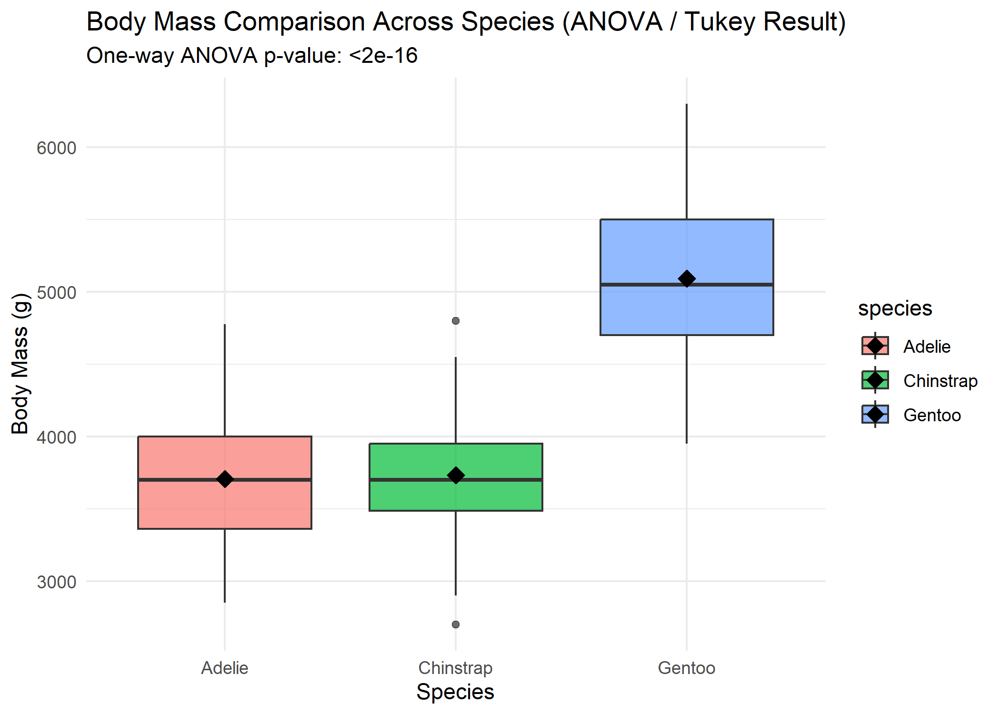 Body Mass Comparison Across Species (ANOVA / Tukey Result)
One-way ANOVA p-value: <2e-16
Body Mass (g)
6000
5000
4000
3000
Adelie
Chinstrap
Gentoo
Species
species
Adelie
Chinstrap
Gentoo